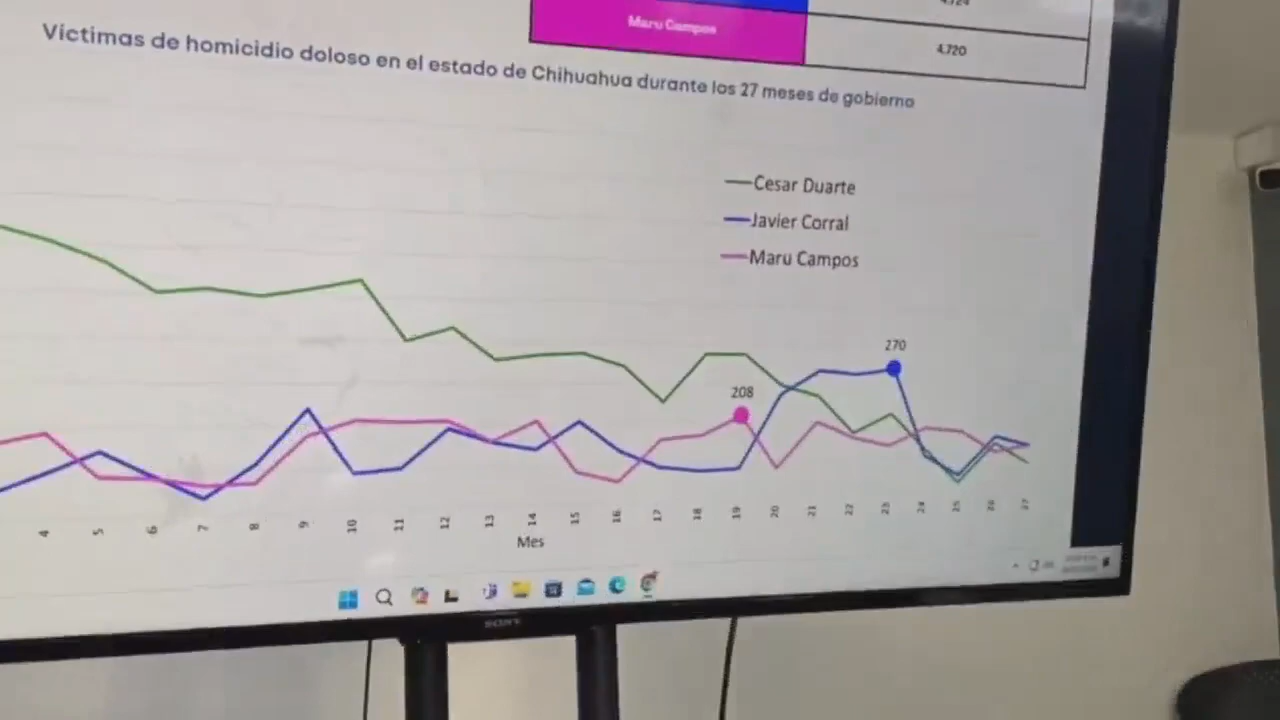 Maru Campos
4,720
Víctimas de homicidio doloso en el estado de Chihuahua durante los 27 meses de gobierno
Cesar Duarte
Javier Corral
Maru Campos
270
208
4 5 6 7 8 9 10 11 12 13 14 15 16 17 18 19 20 21 22 23 24 25 26 27
Mes
SONY